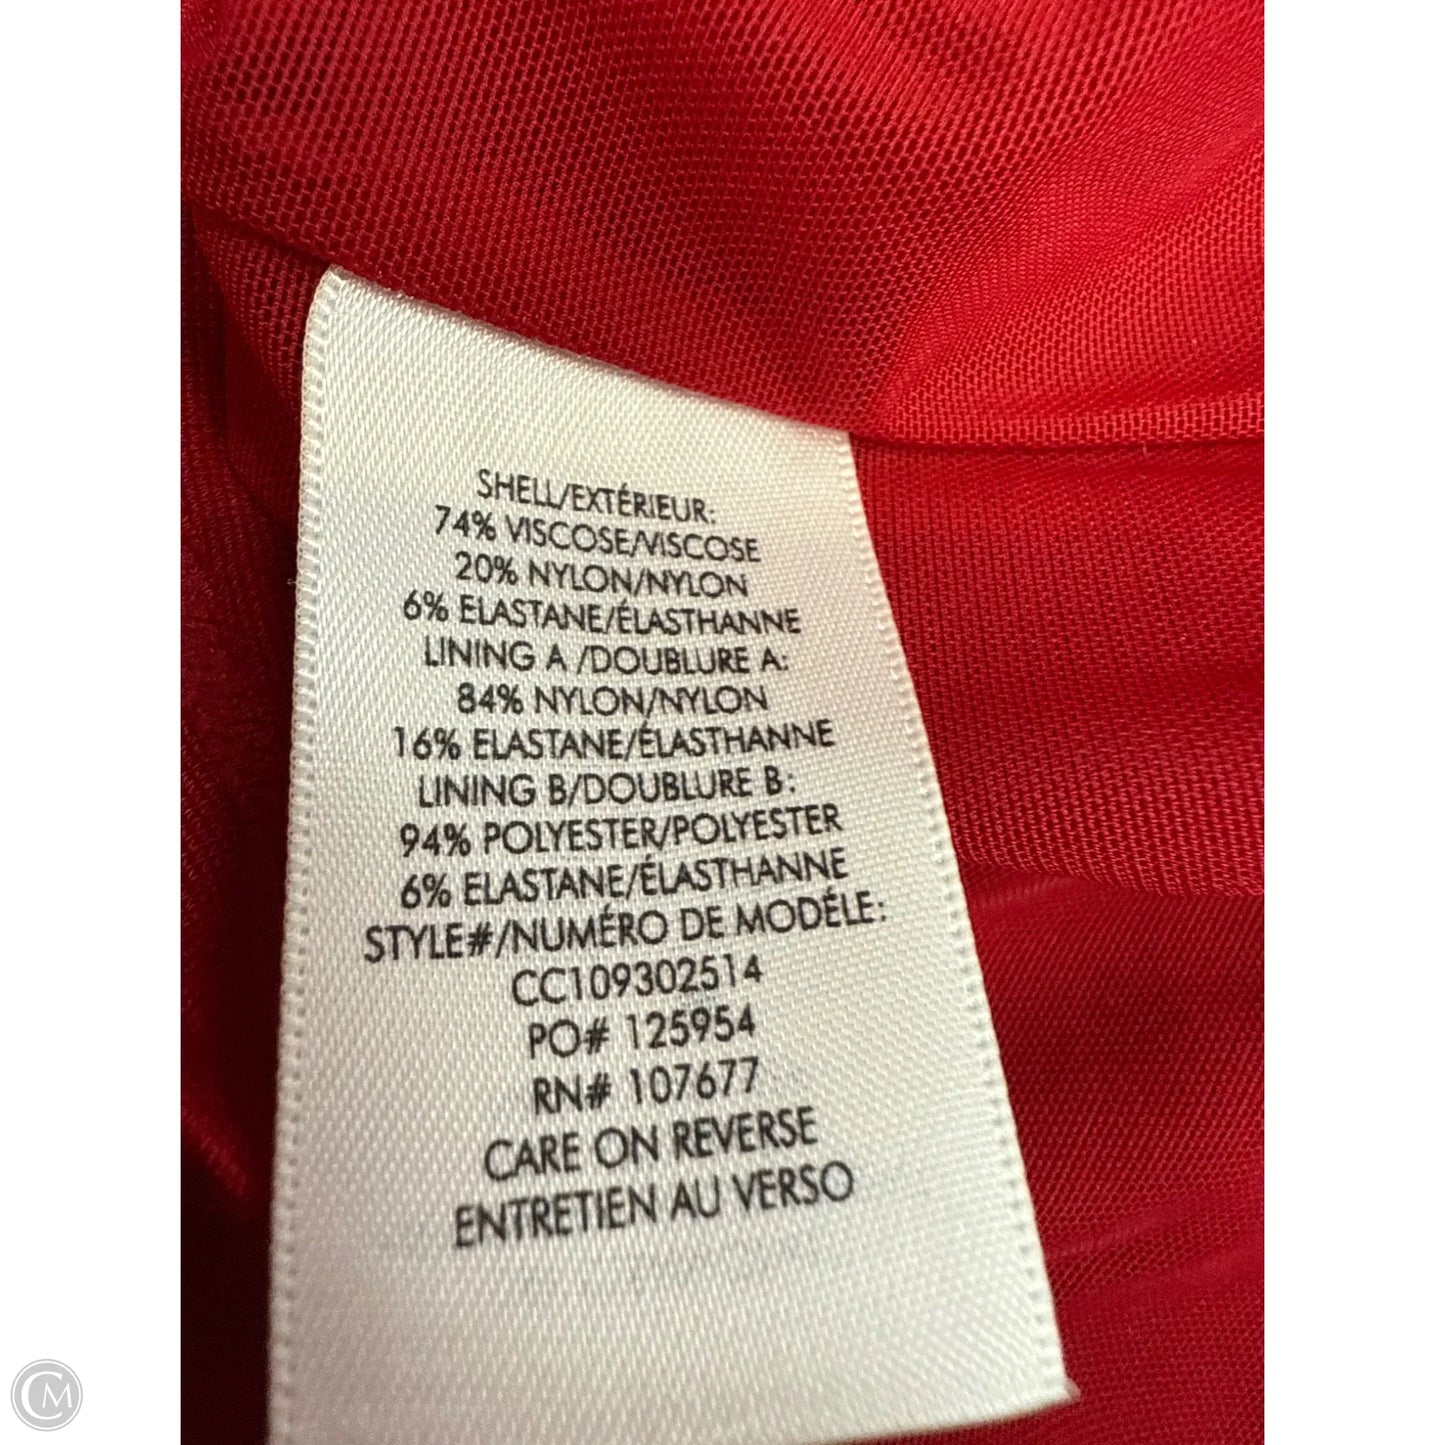 SHELL/EXTÉRIEUR:
74% VISCOSE/VISCOSE
20% NYLON/NYLON
6% ELASTANE/ÉLASTHANNE
LINING A /DOUBLURE A:
84% NYLON/NYLON
16% ELASTANE/ÉLASTHANNE
LINING B/DOUBLURE B:
94% POLYESTER/POLYESTER
6% ELASTANE/ÉLASTHANNE
STYLE#/NUMÉRO DE MODÉLE:
CC109302514
PO# 125954
RN# 107677
CARE ON REVERSE
ENTRETIEN AU VERSO
CM